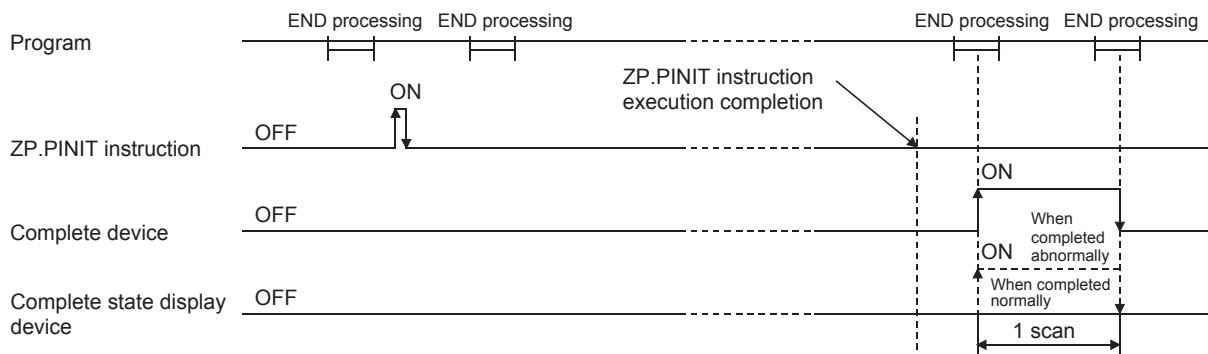 END processing END processing END processing END processing
Program
ZP.PINIT instruction
execution completion
ON
OFF
ZP.PINIT instruction
ON
OFF
Complete device
When
completed
abnormally
ON
When completed
normally
OFF
Complete state display
device
1 scan